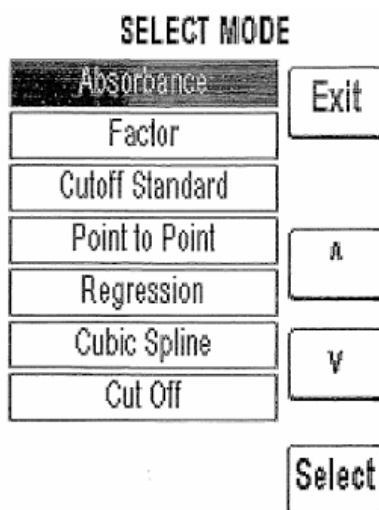 SELECT MODE
Absorbance
Exit
Factor
Cutoff Standard
Point to Point
Λ
Regression
Cubic Spline
V
Cut Off
Select